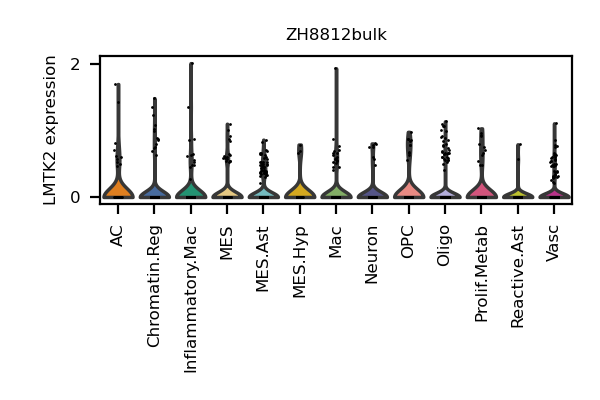 ZH8812bulk
LMTK2 expression
2
0
AC
Chromatin.Reg
Inflammatory.Mac
MES
MES.Ast
MES.Hyp
Mac
Neuron
OPC
Oligo
Prolif.Metab
Reactive.Ast
Vasc